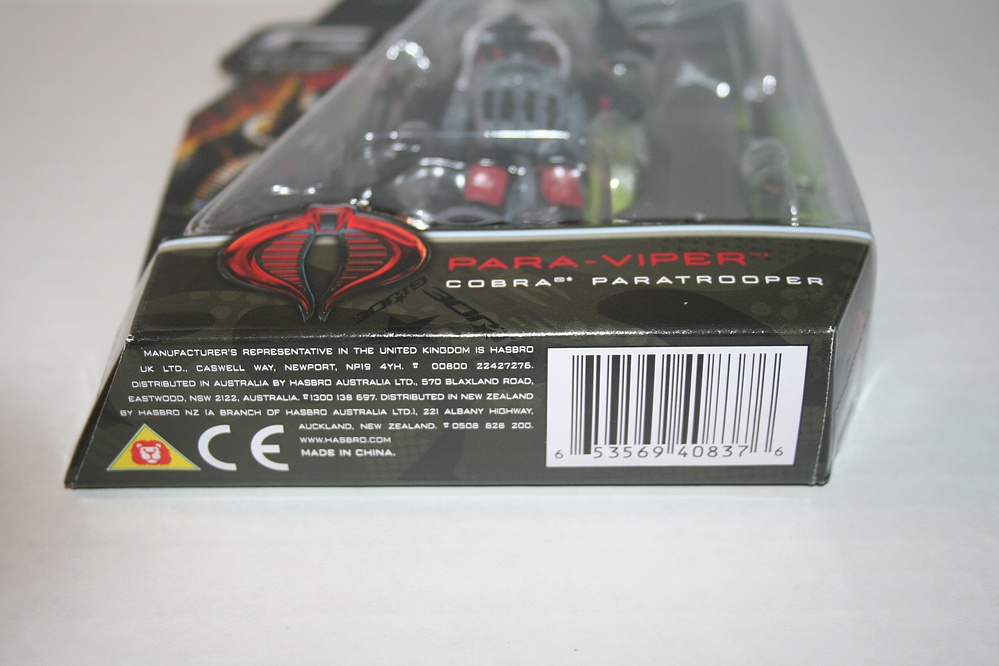 PARA-VIPER™*
COBRA®* PARATROOPER
G.I. JOE
MANUFACTURER'S REPRESENTATIVE IN THE UNITED KINGDOM IS HASBRO
UK LTD., CASWELL WAY, NEWPORT, NP19 4YH. ☎ 00800 22427276.
DISTRIBUTED IN AUSTRALIA BY HASBRO AUSTRALIA LTD., 570 BLAXLAND ROAD,
EASTWOOD, NSW 2122, AUSTRALIA. ☎1300 138 697. DISTRIBUTED IN NEW ZEALAND
BY HASBRO NZ (A BRANCH OF HASBRO AUSTRALIA LTD.), 221 ALBANY HIGHWAY,
AUCKLAND, NEW ZEALAND. ☎0508 828 200.
WWW.HASBRO.COM
MADE IN CHINA.
CE
6 53569 40837 6